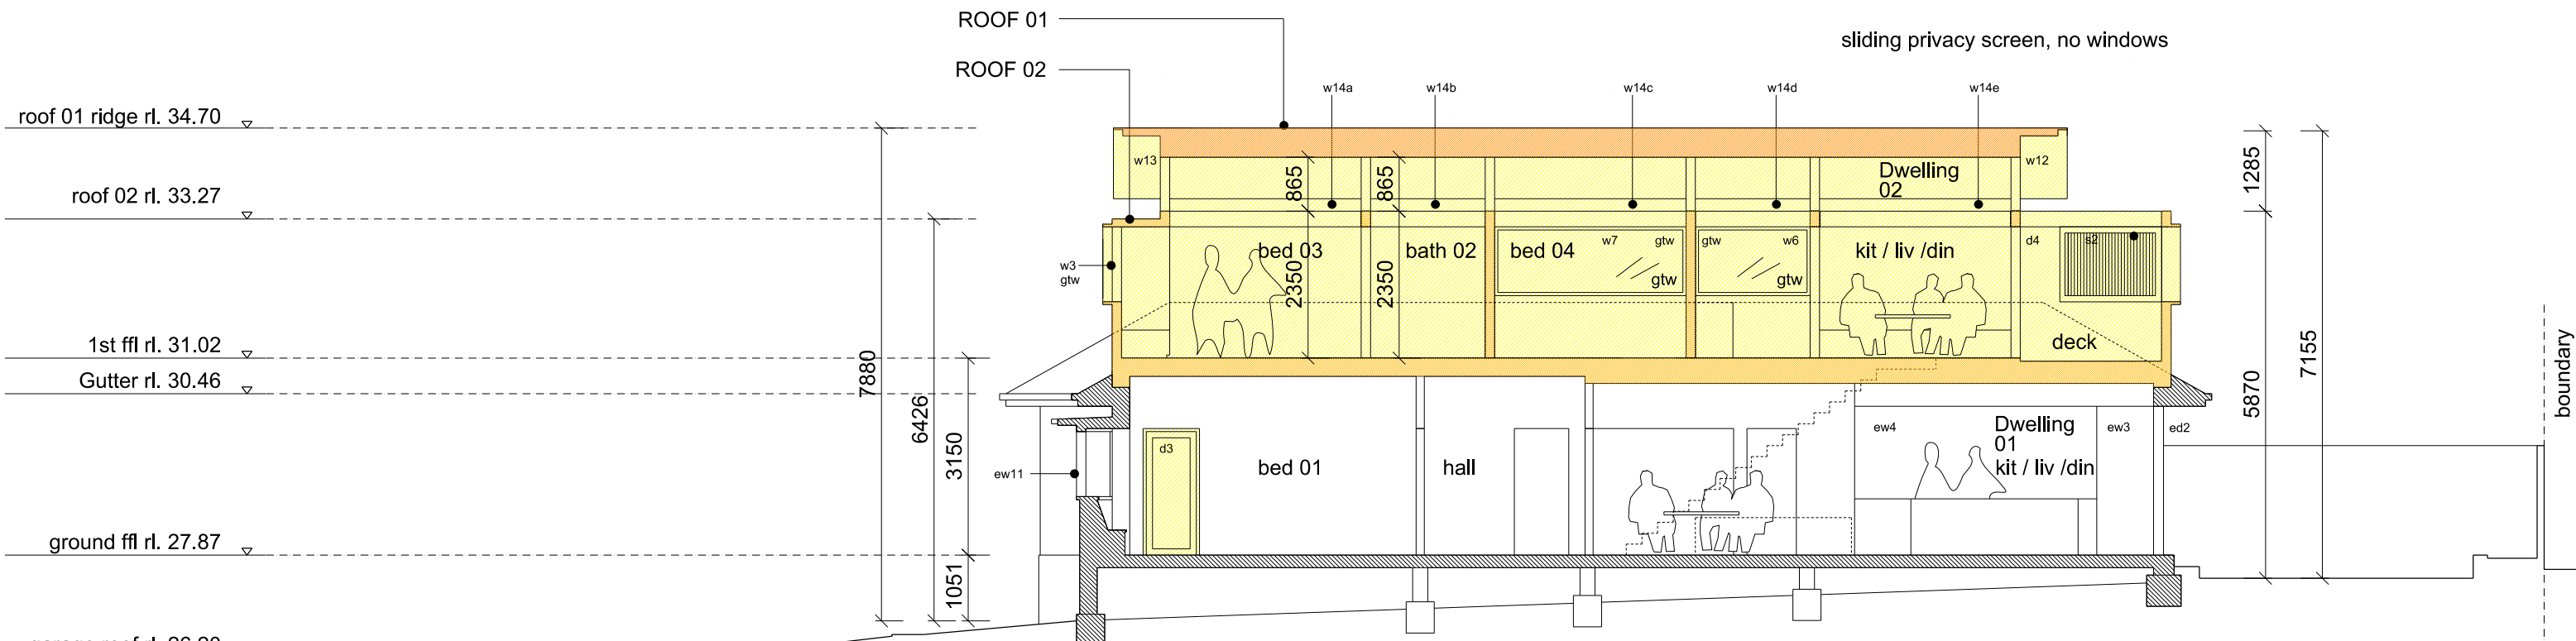 ROOF 01
sliding privacy screen, no windows
ROOF 02
w14a w14b w14c w14d w14e
roof 01 ridge rl. 34.70
w13
Dwelling
02
w12
865
865
1285
roof 02 rl. 33.27
w3
gtw
bed 03
bath 02
bed 04
w7
gtw
gtw
gtw
w6
gtw
kit / liv /din
d4
s2
2350
2350
1st ffl rl. 31.02
deck
7155
boundary
Gutter rl. 30.46
7880
6426
3150
5870
d3
ew11
bed 01
hall
ew4
Dwelling
01
kit / liv /din
ew3
ed2
ground ffl rl. 27.87
1051